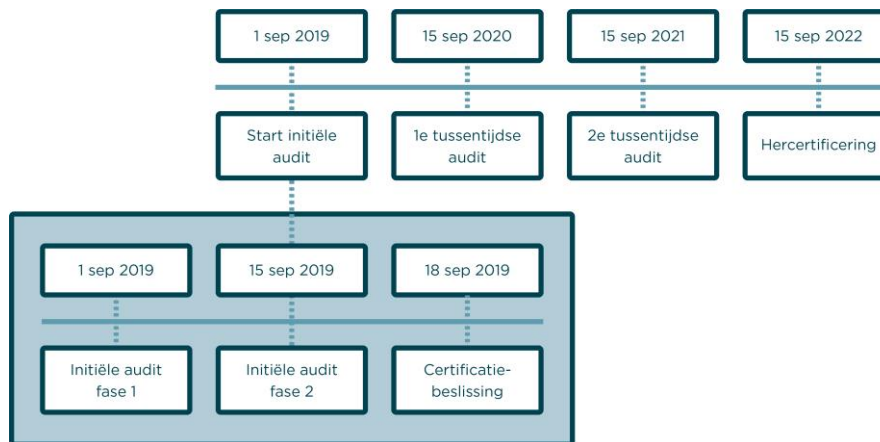 1 sep 2019
15 sep 2020
15 sep 2021
15 sep 2022
Start initiële
audit
1e tussentijdse
audit
2e tussentijdse
audit
Hercertificering
1 sep 2019
15 sep 2019
18 sep 2019
Initiële audit
fase 1
Initiële audit
fase 2
Certificatie-
beslissing